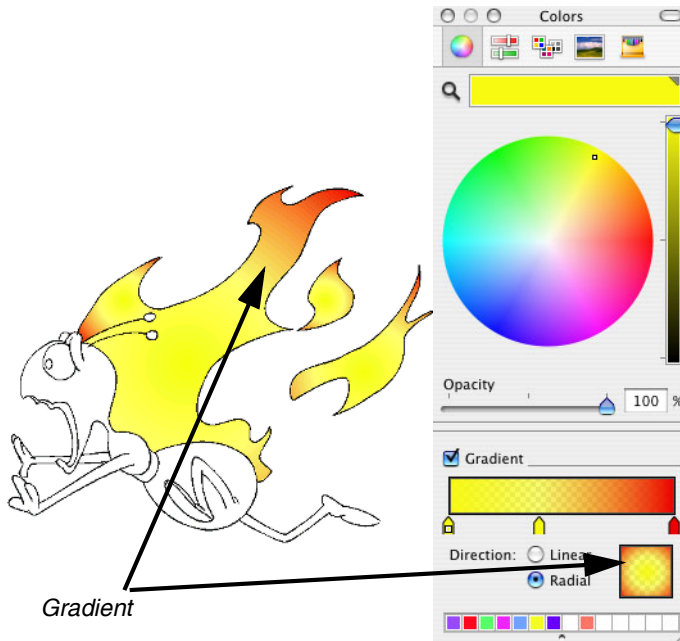 Colors
Opacity
100 %
Gradient
Direction: Linear
Radial
Gradient